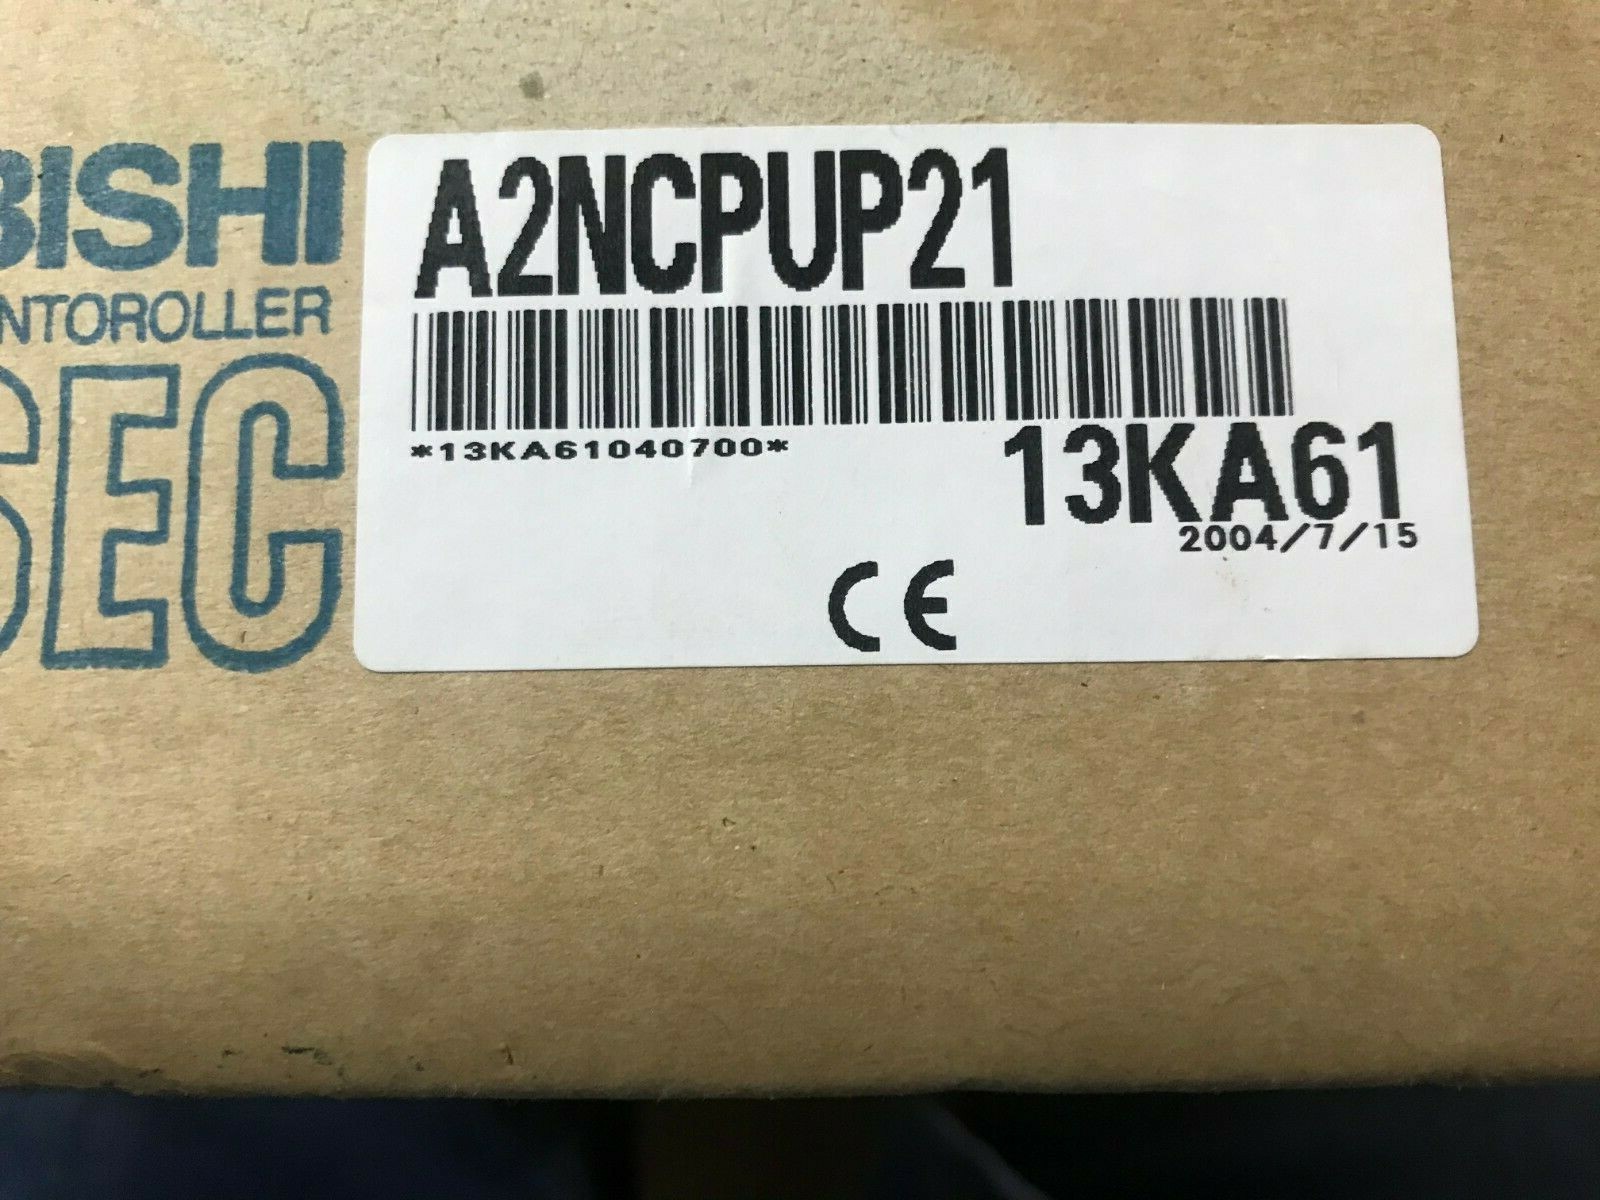 BISHI
NTOROLLER
SEC
A2NCPUP21
*13KA61040700*
13KA61
2004/7/15
CE